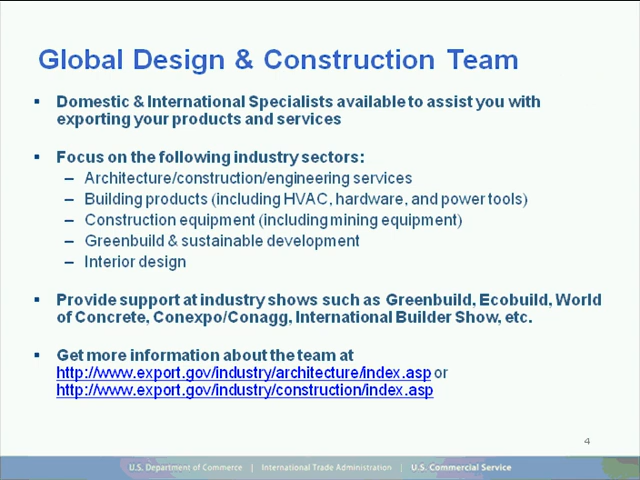 Global Design & Construction Team
▪ Domestic & International Specialists available to assist you with
exporting your products and services
▪ Focus on the following industry sectors:
– Architecture/construction/engineering services
– Building products (including HVAC, hardware, and power tools)
– Construction equipment (including mining equipment)
– Greenbuild & sustainable development
– Interior design
▪ Provide support at industry shows such as Greenbuild, Ecobuild, World
of Concrete, Conexpo/Conagg, International Builder Show, etc.
▪ Get more information about the team at
http://www.export.gov/industry/architecture/index.asp or
http://www.export.gov/industry/construction/index.asp
4
U.S. Department of Commerce | International Trade Administration | U.S. Commercial Service